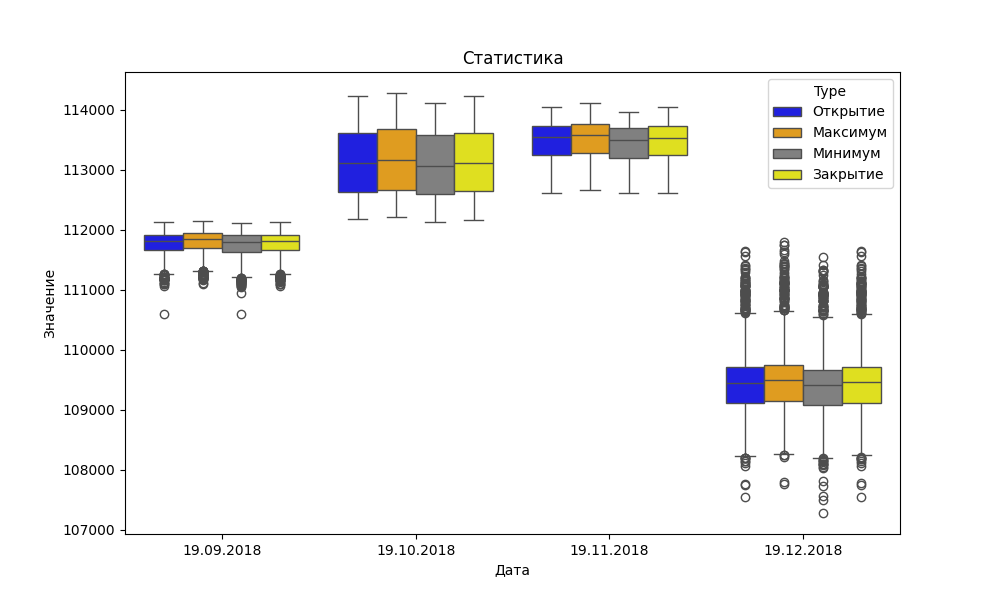 Статистика
Type
Открытие
Максимум
Минимум
Закрытие
114000
113000
112000
111000
110000
109000
108000
107000
Значение
19.09.2018
19.10.2018
19.11.2018
19.12.2018
Дата